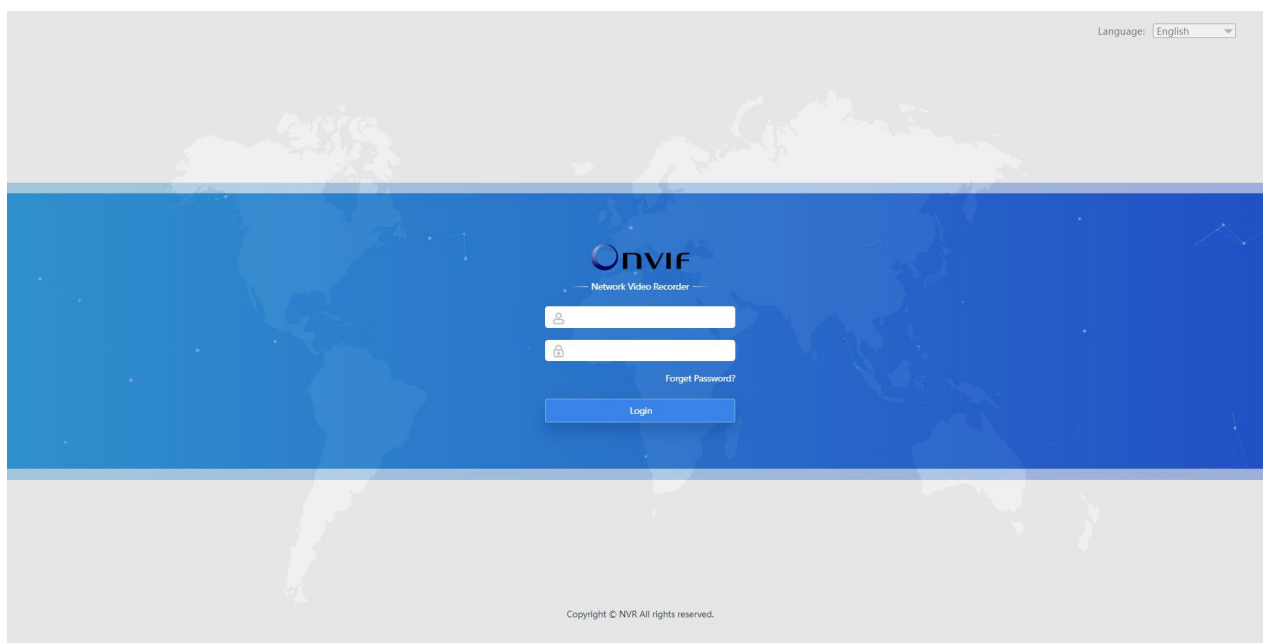 Language: English
ONVIF
Network Video Recorder
Forget Password?
Login
Copyright © NVR All rights reserved.